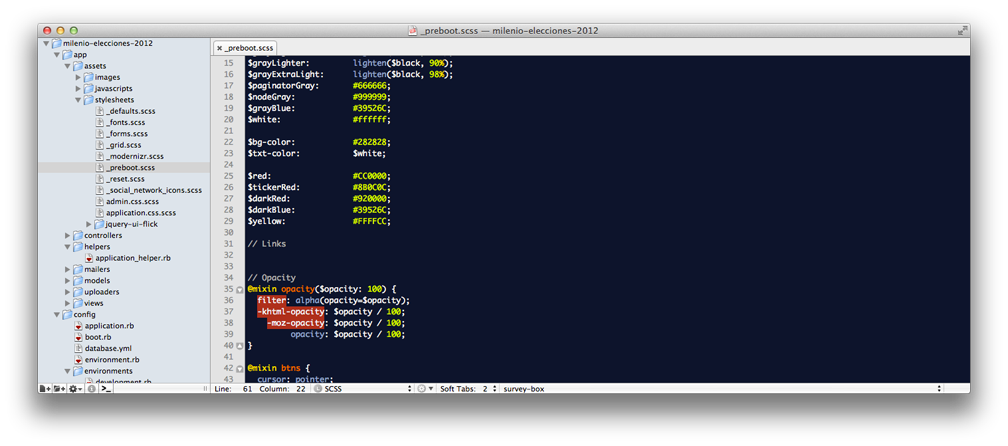 _preboot.scss — milenio-elecciones-2012
milenio-elecciones-2012
app
assets
images
javascripts
stylesheets
_defaults.scss
_fonts.scss
_forms.scss
_grid.scss
_modernizr.scss
_preboot.scss
_reset.scss
_social_network_icons.scss
admin.css.scss
application.css.scss
jquery-ui-flick
controllers
helpers
application_helper.rb
mailers
models
uploaders
views
config
application.rb
boot.rb
database.yml
environment.rb
environments
development.rb
_preboot.scss
15 $grayLighter: lighten($black, 90%);
16 $grayExtraLight: lighten($black, 98%);
17 $paginatorGray: #666666;
18 $nodeGray: #999999;
19 $grayBlue: #39526C;
20 $white: #ffffff;
21
22 $bg-color: #282828;
23 $txt-color: $white;
24
25 $red: #CC0000;
26 $tickerRed: #8B0C0C;
27 $darkRed: #920000;
28 $darkBlue: #39526C;
29 $yellow: #FFFFCC;
30
31 // Links
32
33
34 // Opacity
35 @mixin opacity($opacity: 100) {
36 filter: alpha(opacity=$opacity);
37 -khtml-opacity: $opacity / 100;
38 -moz-opacity: $opacity / 100;
39 opacity: $opacity / 100;
40 }
41
42 @mixin btns {
43 cursor: pointer;
Line: 61 Column: 22 SCSS Soft Tabs: 2 survey-box